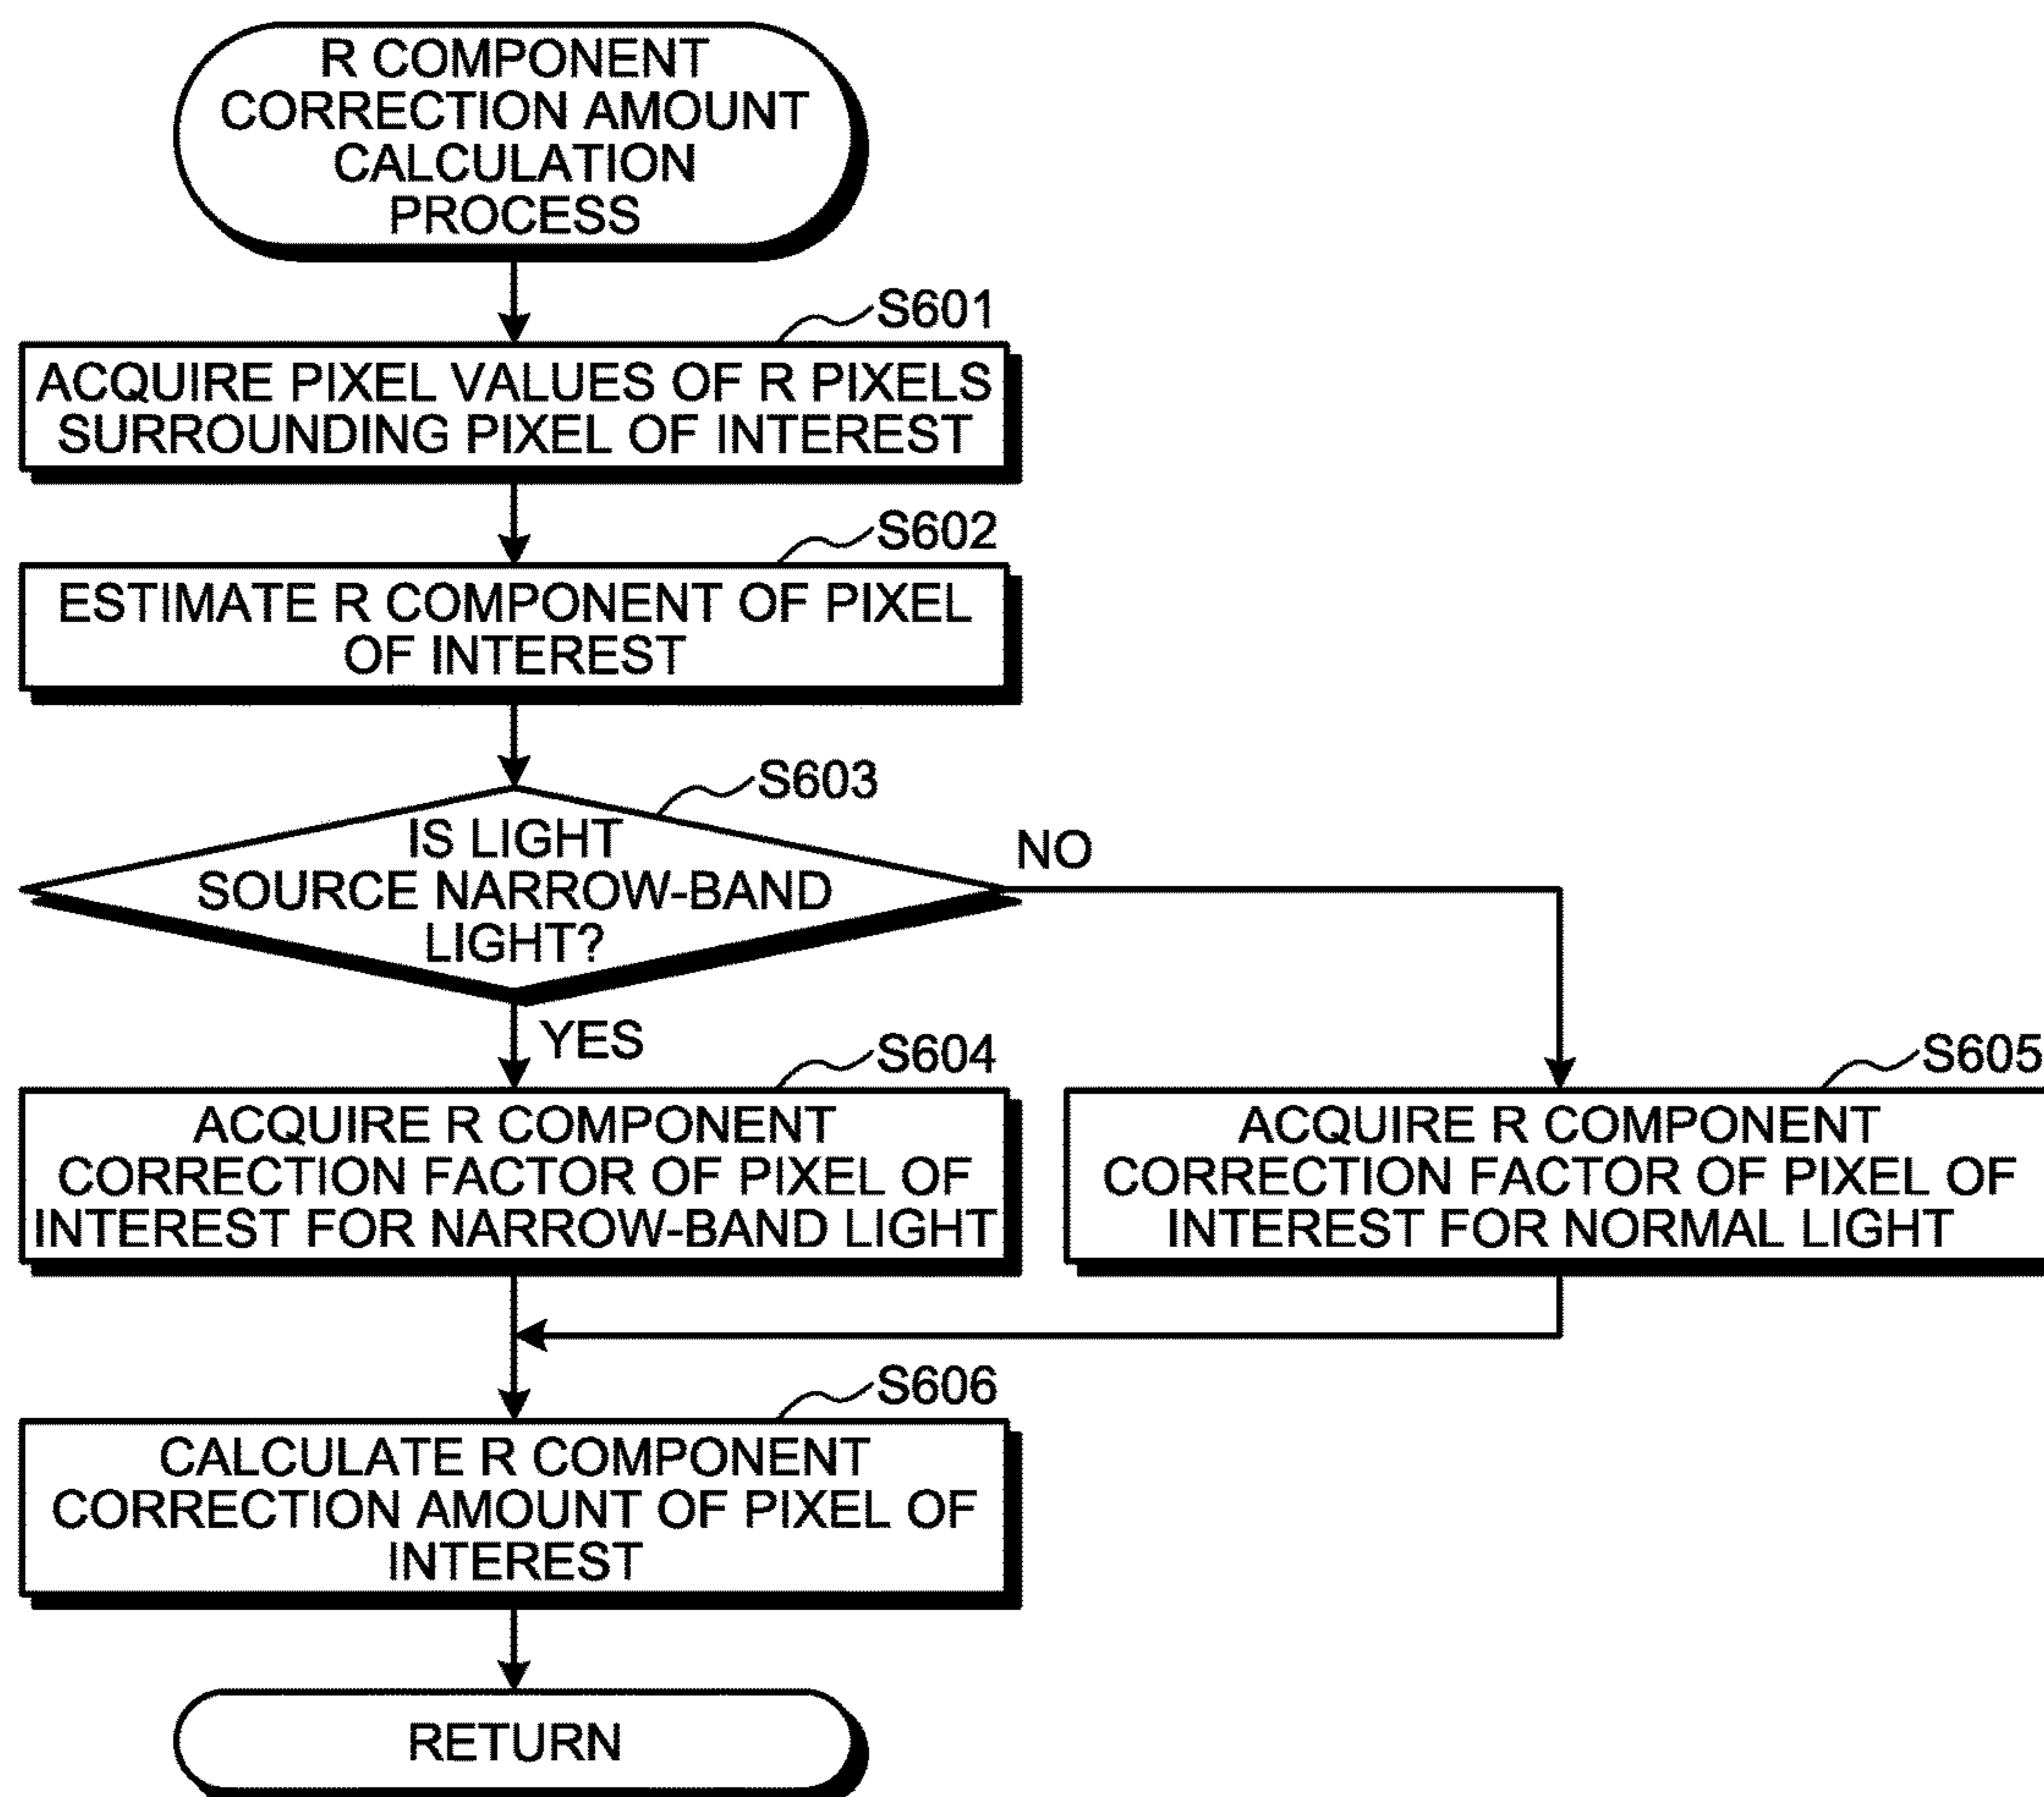 R COMPONENT
CORRECTION AMOUNT
CALCULATION
PROCESS
S601
ACQUIRE PIXEL VALUES OF R PIXELS
SURROUNDING PIXEL OF INTEREST
S602
ESTIMATE R COMPONENT OF PIXEL
OF INTEREST
S603
IS LIGHT
SOURCE NARROW-BAND
LIGHT?
NO
YES
S604
ACQUIRE R COMPONENT
CORRECTION FACTOR OF PIXEL OF
INTEREST FOR NARROW-BAND LIGHT
S605
ACQUIRE R COMPONENT
CORRECTION FACTOR OF PIXEL OF
INTEREST FOR NORMAL LIGHT
S606
CALCULATE R COMPONENT
CORRECTION AMOUNT OF PIXEL OF
INTEREST
RETURN